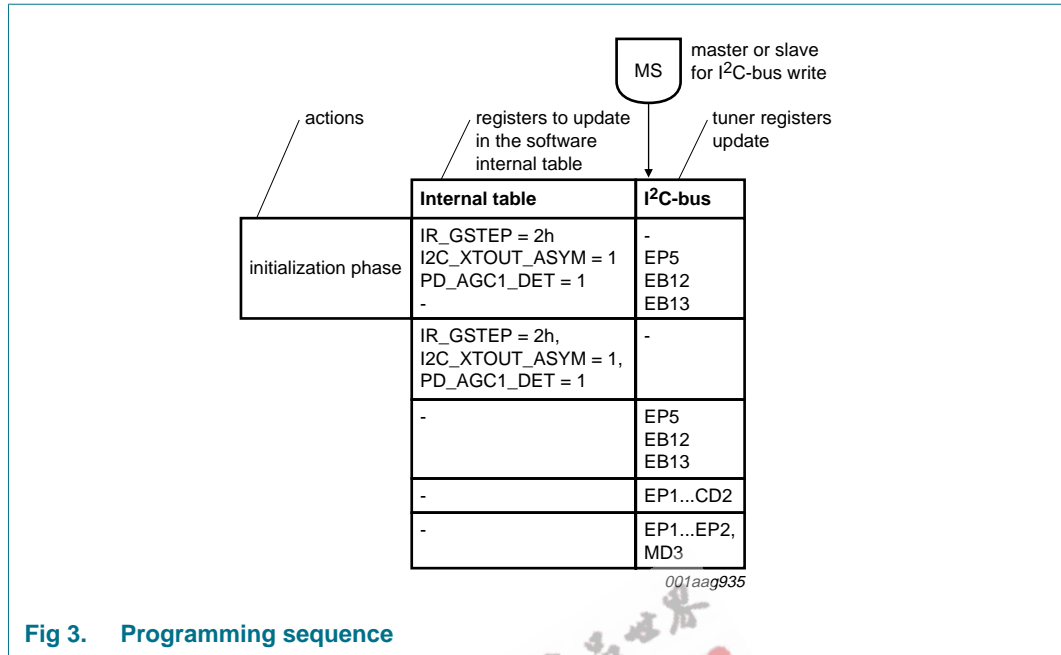 MS
master or slave
for I2C-bus write
actions
registers to update
in the software
internal table
tuner registers
update
Internal table
I2C-bus
initialization phase
IR_GSTEP = 2h
-
I2C_XTOUT_ASYM = 1
EP5
PD_AGC1_DET = 1
EB12
-
EB13
IR_GSTEP = 2h,
-
I2C_XTOUT_ASYM = 1,
PD_AGC1_DET = 1
-
EP5
EB12
EB13
-
EP1...CD2
-
EP1...EP2,
MD3
001aag935
Fig 3. Programming sequence